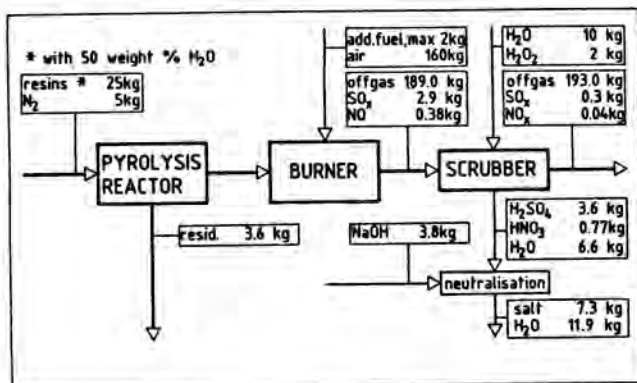 * with 50 weight % H₂O
resins * 25kg
N₂ 5kg
add.fuel,max 2kg
air 160kg
H₂O 10 kg
H₂O₂ 2 kg
offgas 189.0 kg
SOₓ 2.9 kg
NO 0.38kg
offgas 193.0 kg
SOₓ 0.3 kg
NOₓ 0.04kg
PYROLYSIS
REACTOR
BURNER
SCRUBBER
resid. 3.6 kg
NaOH 3.8kg
H₂SO₄ 3.6 kg
HNO₃ 0.77kg
H₂O 6.6 kg
neutralisation
salt 7.3 kg
H₂O 11.9 kg